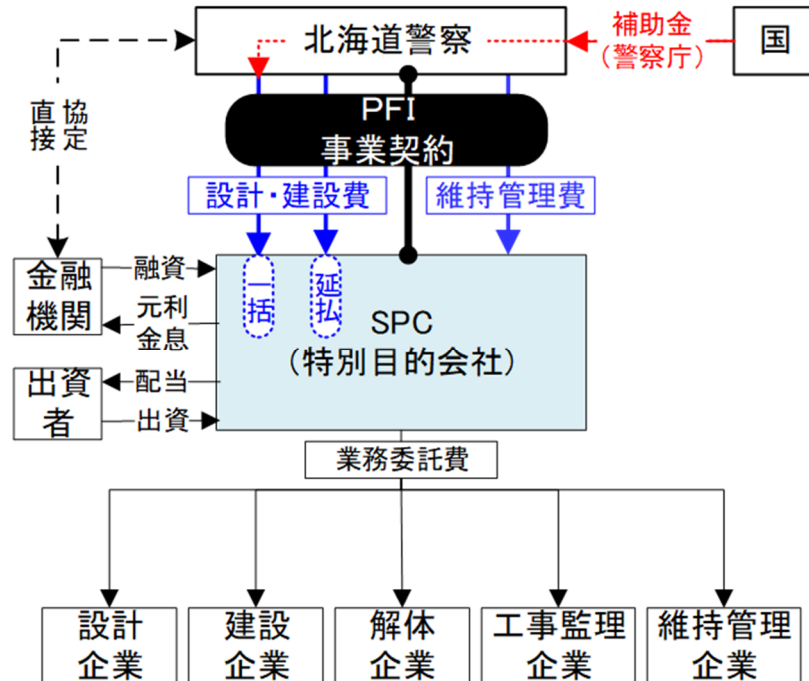 北海道警察
補助金
（警察庁）
国
直接
協定
PFI
事業契約
設計・建設費
維持管理費
金融
機関
融資
元利
金息
一括
延払
SPC
（特別目的会社）
出資
者
配当
出資
業務委託費
設計
企業
建設
企業
解体
企業
工事監理
企業
維持管理
企業